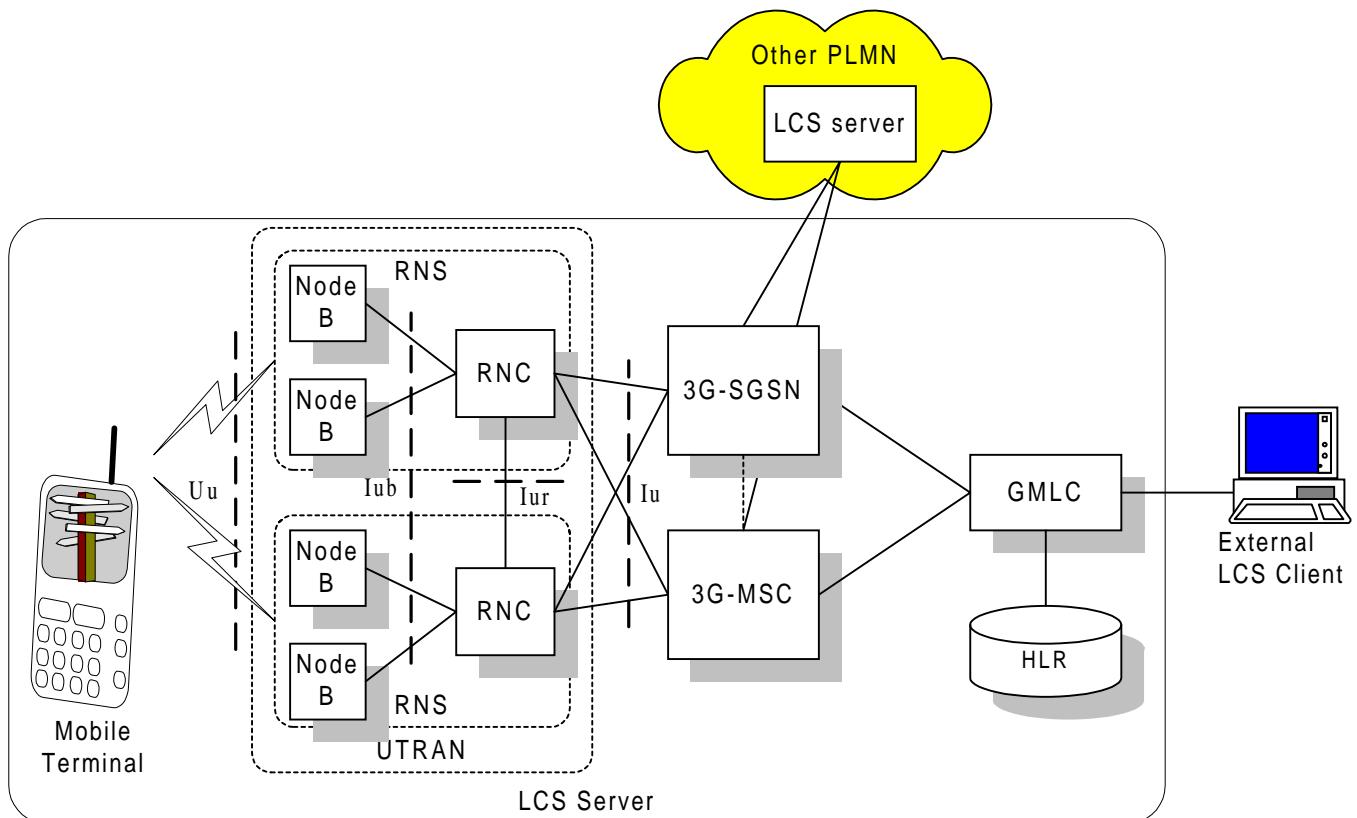 Other PLMN
LCS server
RNS
Node
B
RNC
3G-SGSN
Node
B
Uu
Iub
Iur
Iu
GMLC
External
LCS Client
Node
B
RNC
3G-MSC
Node
B
HLR
RNS
UTRAN
Mobile
Terminal
LCS Server